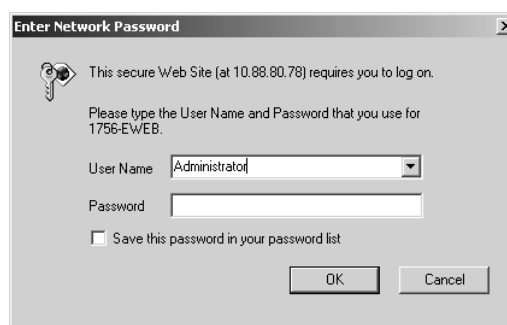 Enter Network Password
This secure Web Site (at 10.88.80.78) requires you to log on.
Please type the User Name and Password that you use for
1756-EWEB.
User Name Administrator
Password
Save this password in your password list
OK Cancel